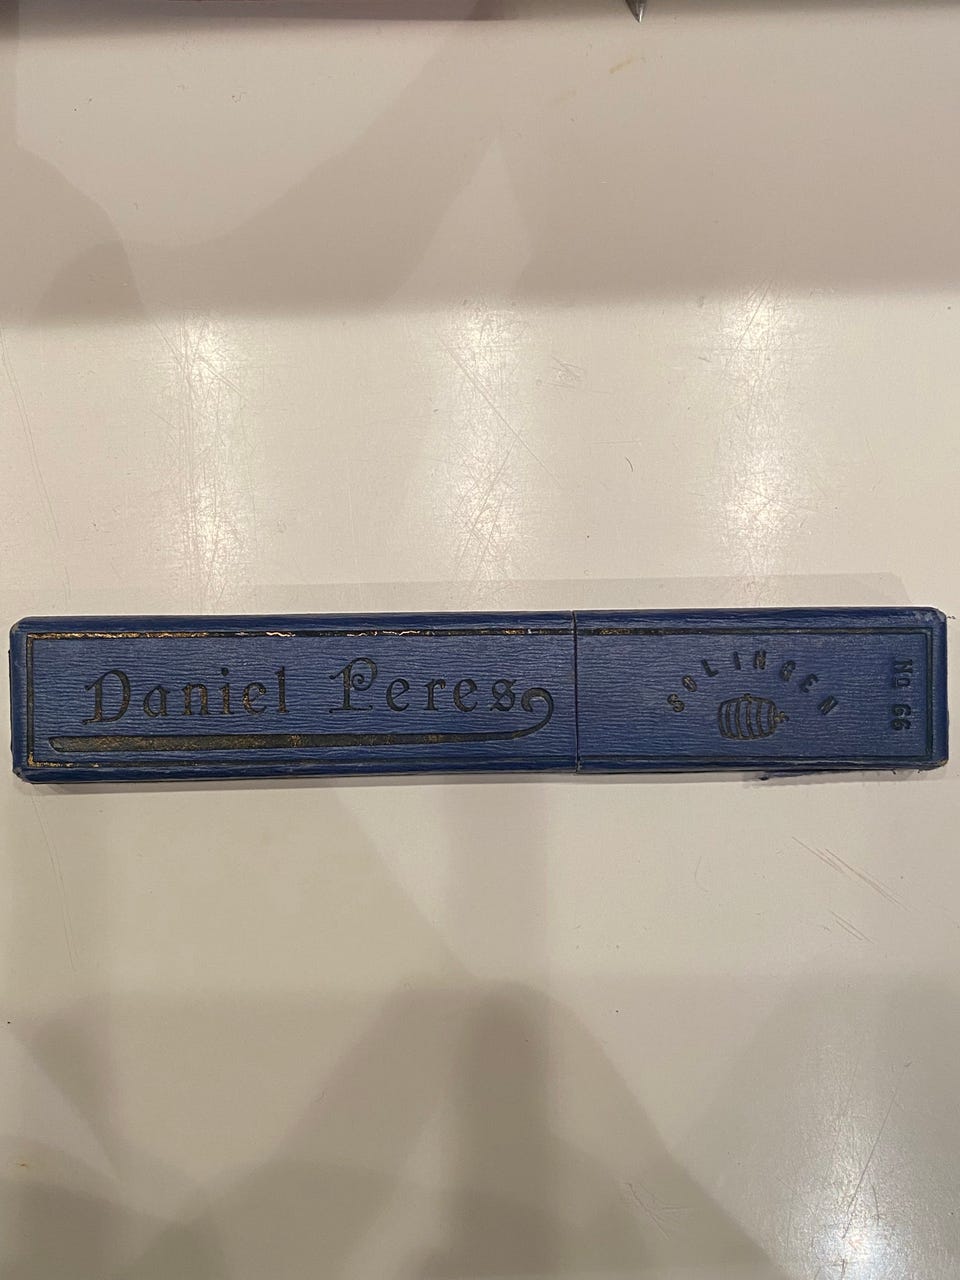 Daniel Peres
SOLINGEN
NO 66